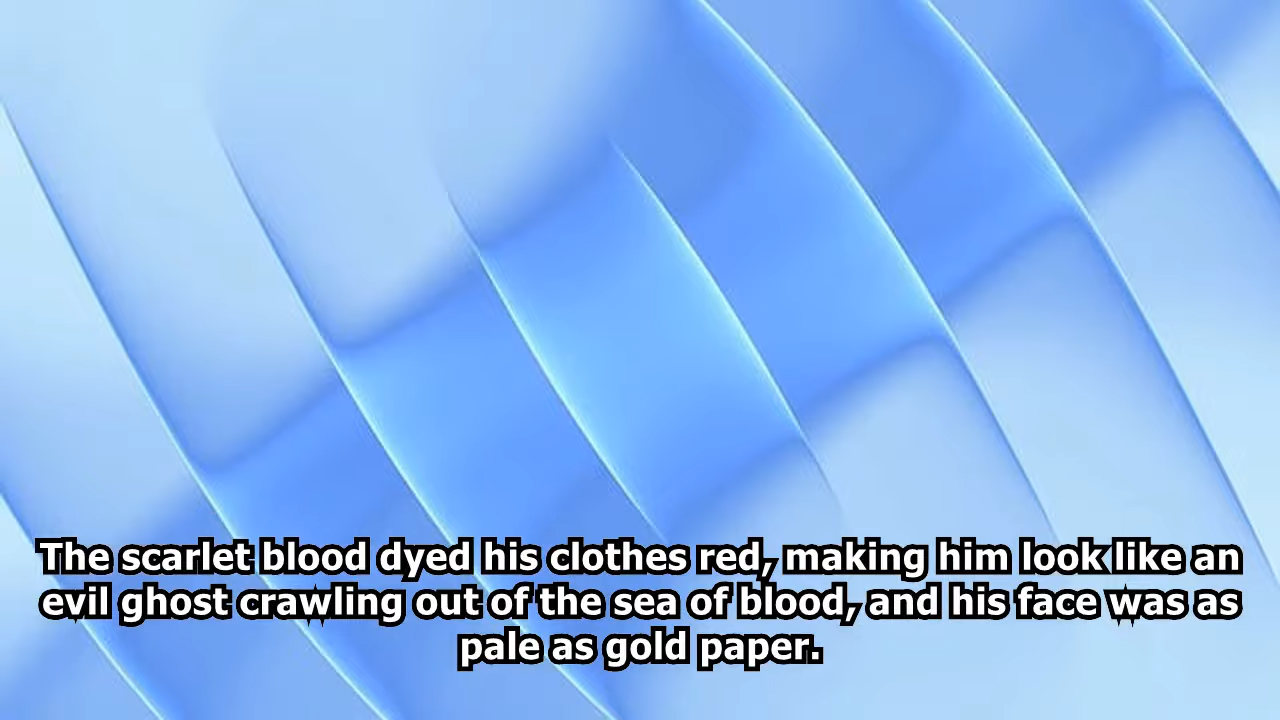 The scarlet blood dyed his clothes red, making him look like an
evil ghost crawling out of the sea of blood, and his face was as
pale as gold paper.